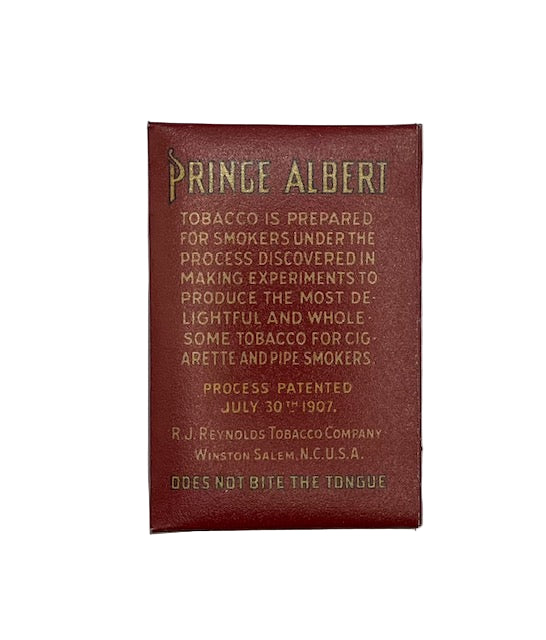 PRINCE ALBERT
TOBACCO IS PREPARED
FOR SMOKERS UNDER THE
PROCESS DISCOVERED IN
MAKING EXPERIMENTS TO
PRODUCE THE MOST DE-
LIGHTFUL AND WHOLE-
SOME TOBACCO FOR CIG-
ARETTE AND PIPE SMOKERS.
PROCESS PATENTED
JULY 30TH 1907.
R.J. REYNOLDS TOBACCO COMPANY
WINSTON SALEM, N.C. U.S.A.
DOES NOT BITE THE TONGUE